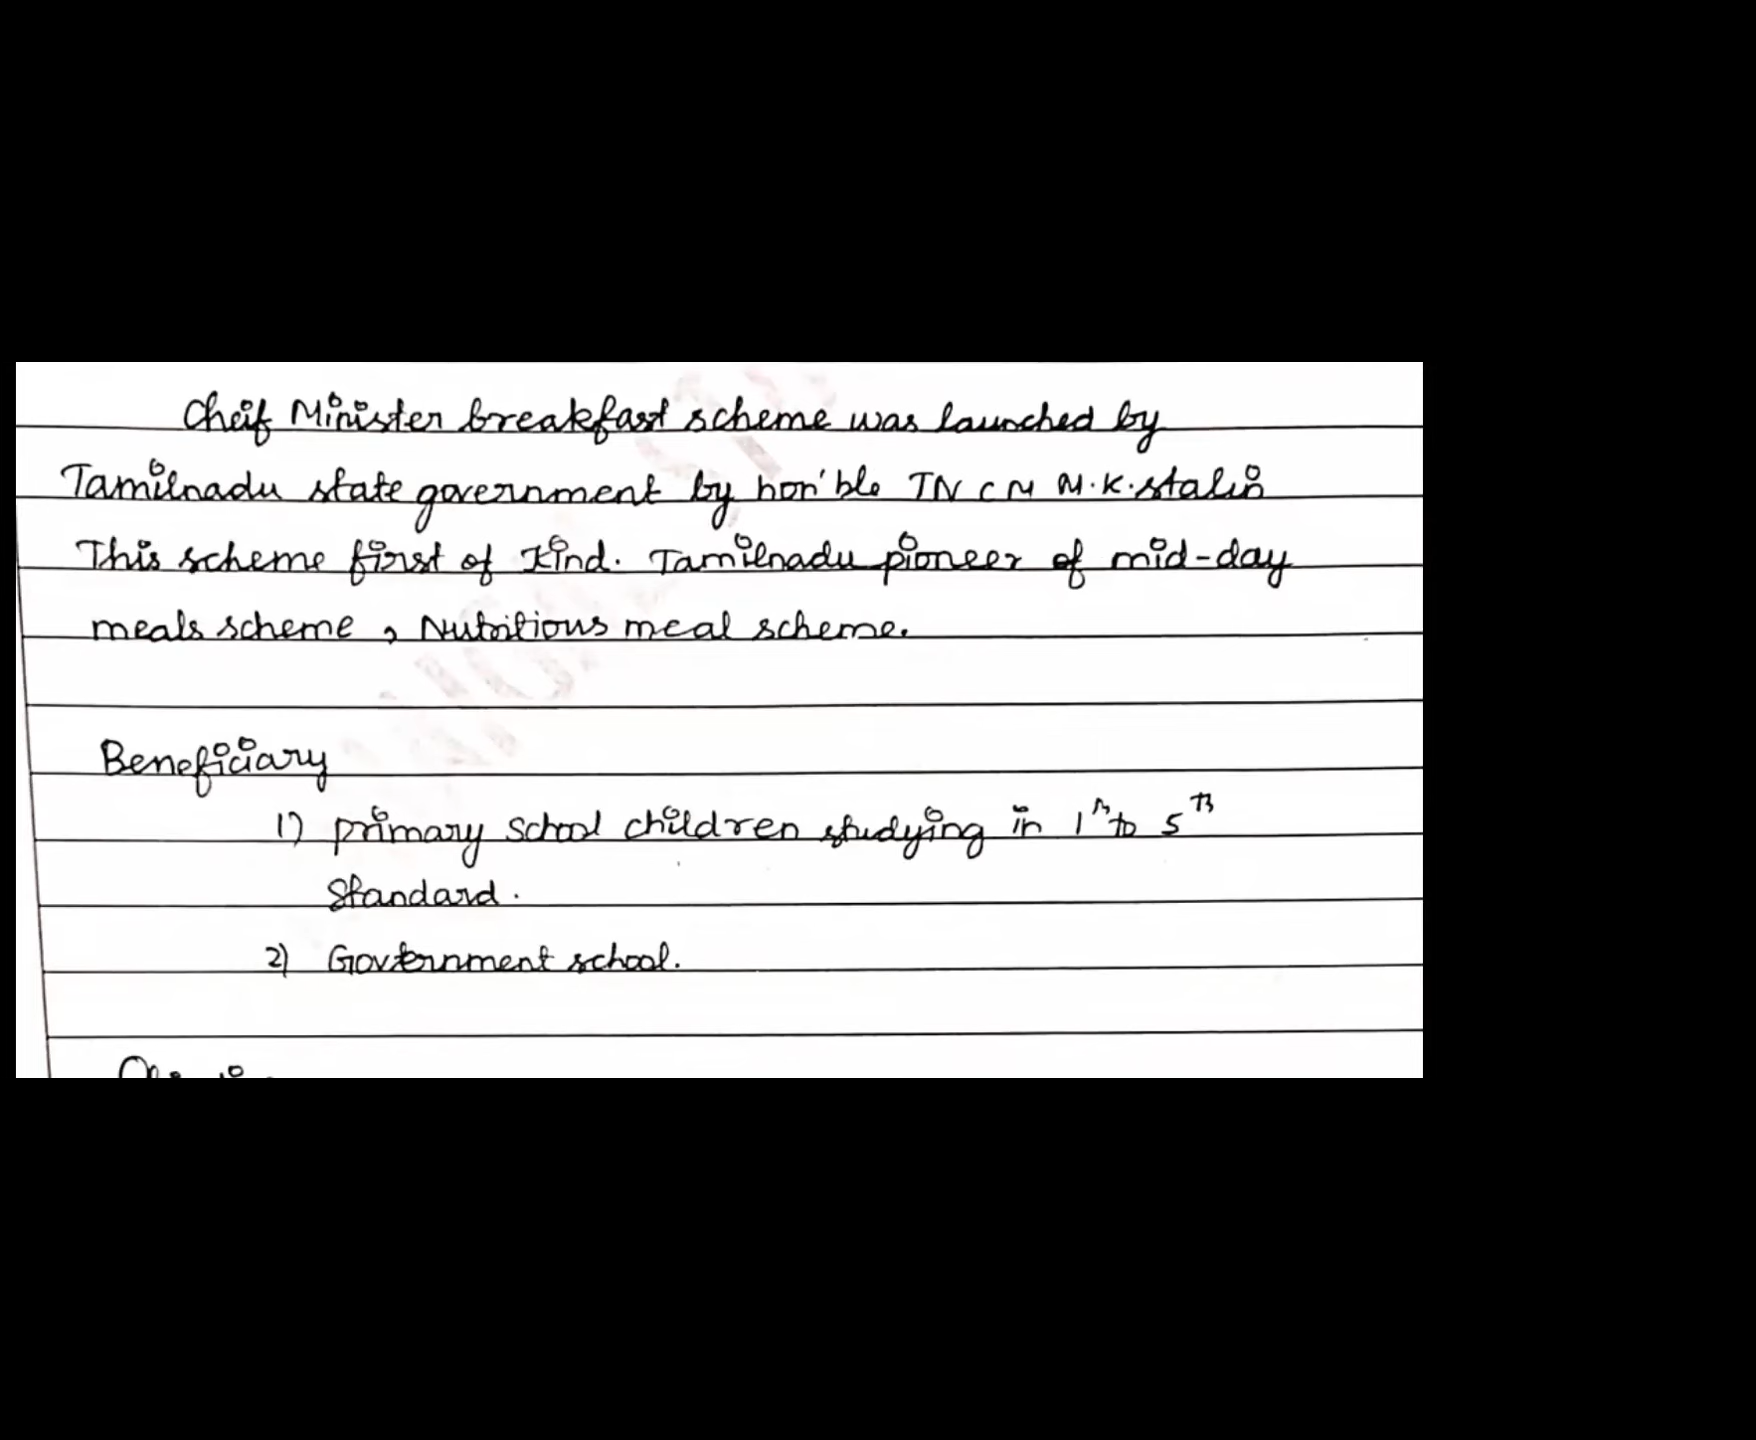 Cheif Minister breakfast scheme was launched by
Tamilnadu state government by hon'ble TN CM M.K.stalin
This scheme first of kind. Tamilnadu pioneer of mid-day
meals scheme, Nutritious meal scheme.
Beneficiary
1) primary school children studying in 1st to 5th
Standard.
2) Government school.